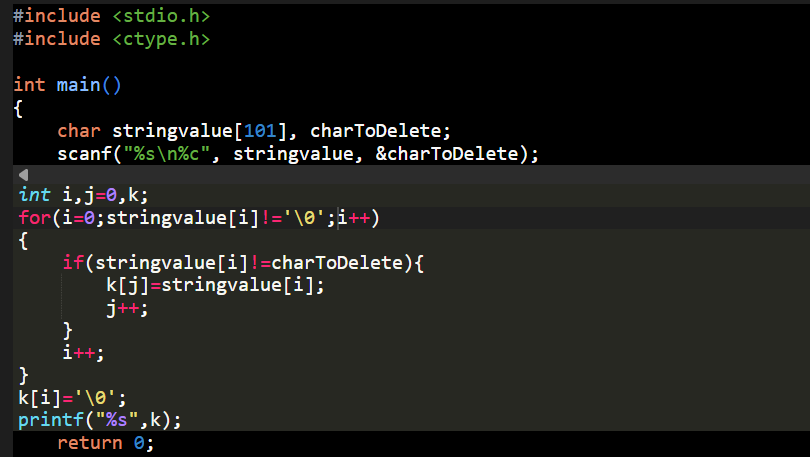 #include <stdio.h>
#include <ctype.h>
int main()
{
    char stringvalue[101], charToDelete;
    scanf("%s\n%c", stringvalue, &charToDelete);
int i,j=0,k;
for(i=0;stringvalue[i]!='\0';i++)
{
    if(stringvalue[i]!=charToDelete){
        k[j]=stringvalue[i];
        j++;
    }
    i++;
}
k[i]='\0';
printf("%s",k);
    return 0;